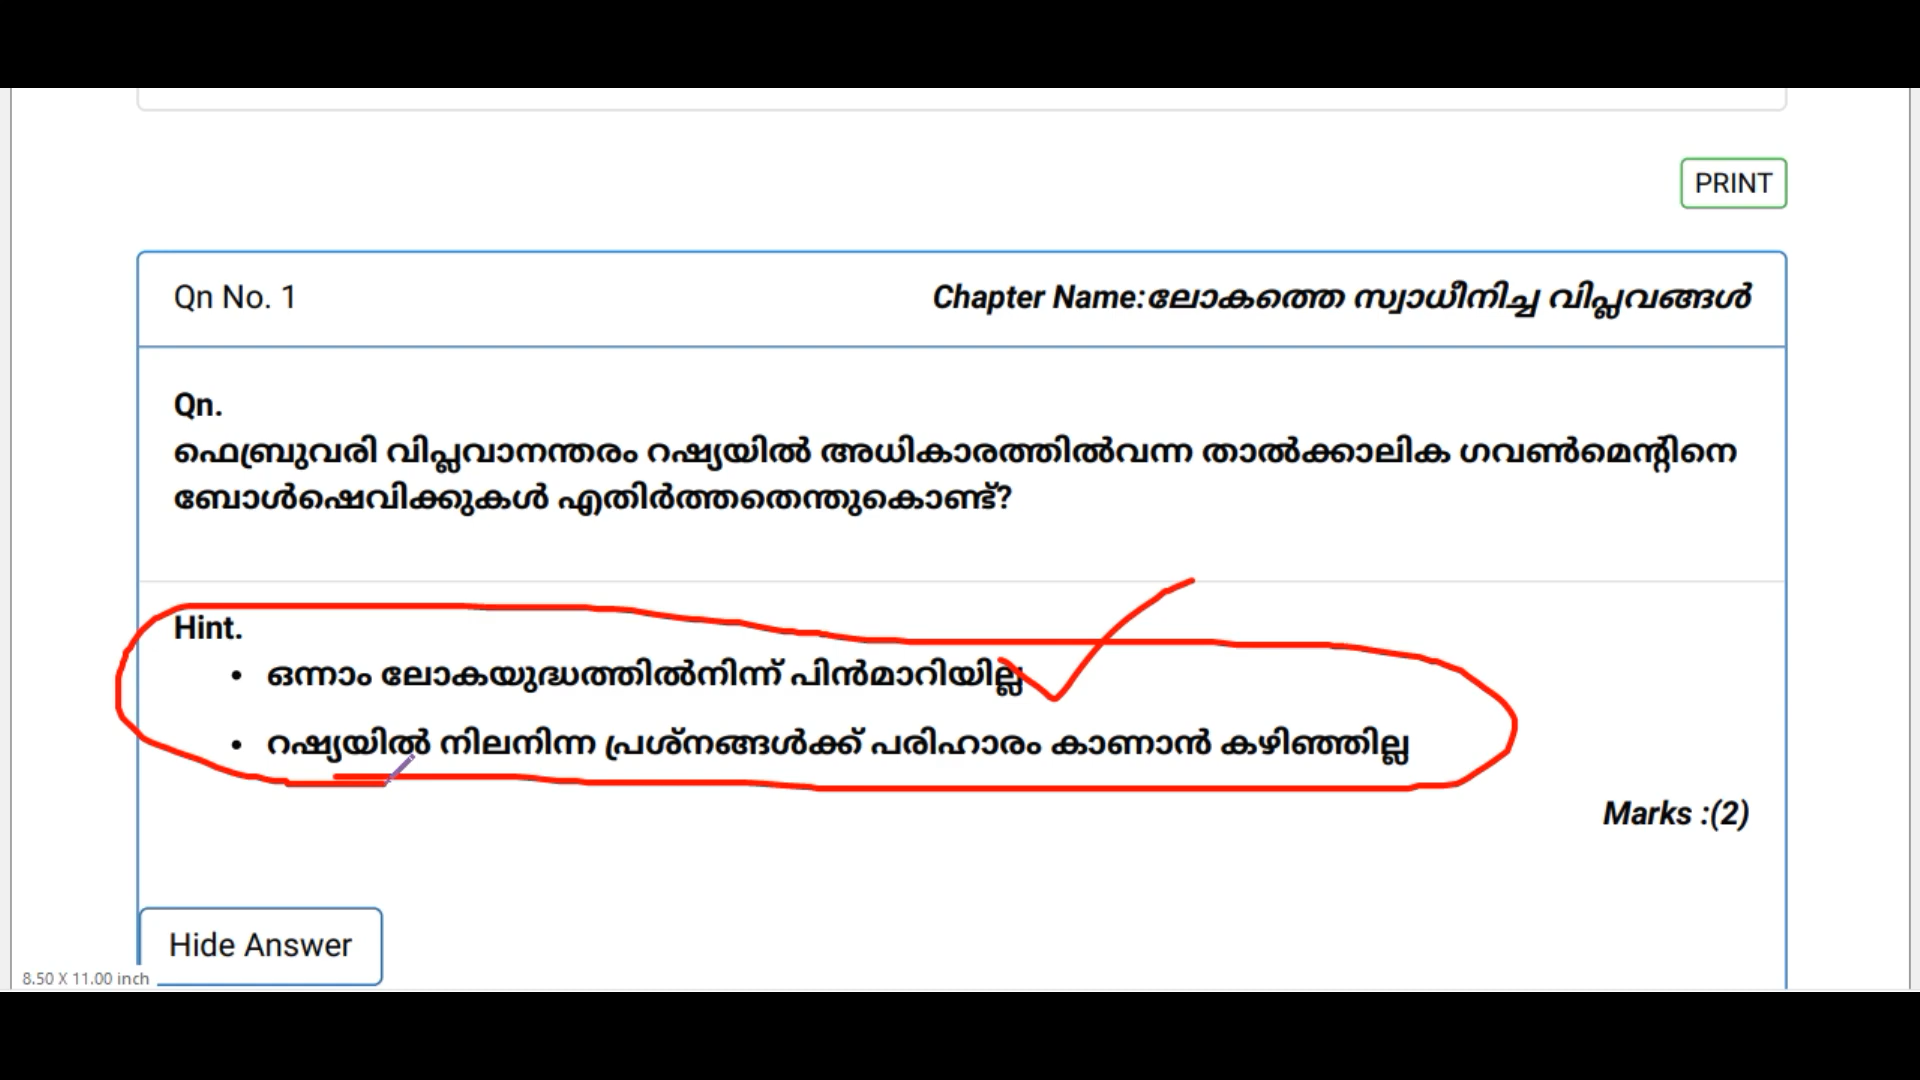 PRINT
Qn No. 1
Chapter Name:ലോകത്തെ സ്വാധീനിച്ച വിപ്ലവങ്ങൾ
Qn.
ഫെബ്രുവരി വിപ്ലവാനന്തരം റഷ്യയിൽ അധികാരത്തിൽവന്ന താൽക്കാലിക ഗവൺമെന്റിനെ
ബോൾഷെവിക്കുകൾ എതിർത്തതെന്തുകൊണ്ട്?
Hint.
• ഒന്നാം ലോകയുദ്ധത്തിൽനിന്ന് പിൻമാറിയില്ല
• റഷ്യയിൽ നിലനിന്ന പ്രശ്നങ്ങൾക്ക് പരിഹാരം കാണാൻ കഴിഞ്ഞില്ല
Marks :(2)
Hide Answer
8.50 X 11.00 inch